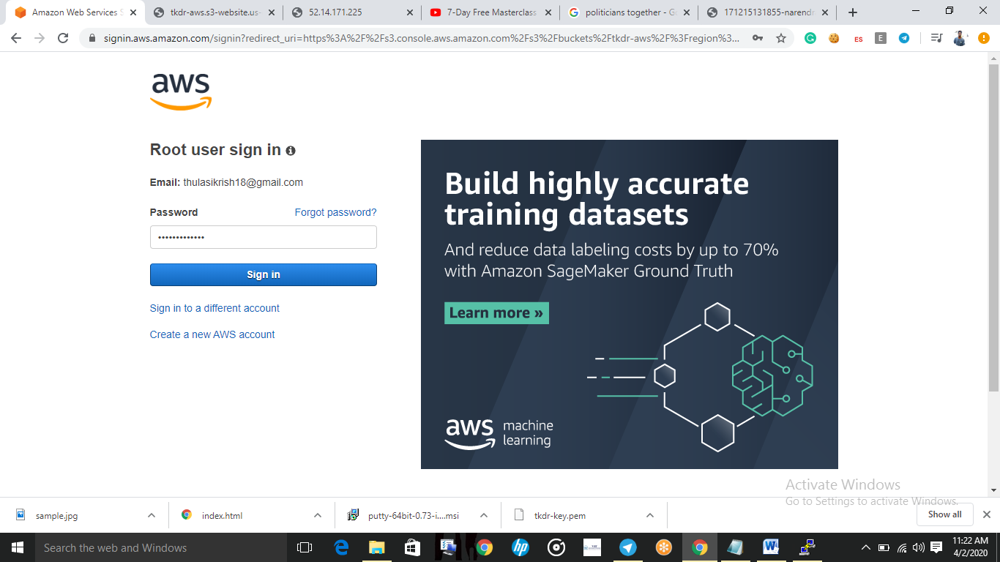 Amazon Web Services S
tkdr-aws.s3-website.us-
52.14.171.225
7-Day Free Masterclass
politicians together - G
171215131855-narendr
signin.aws.amazon.com/signin?redirect_uri=https%3A%2F%2Fs3.console.aws.amazon.com%2Fs3%2Fbuckets%2Ftkdr-aws%2F%3Fregion%3...
ES
E
aws
Root user sign in
Email: thulasikrish18@gmail.com
Password
Forgot password?
•••••••••••••
Sign in
Sign in to a different account
Create a new AWS account
Build highly accurate
training datasets
And reduce data labeling costs by up to 70%
with Amazon SageMaker Ground Truth
Learn more »
aws machine
learning
Activate Windows
Go to Settings to activate Windows.
sample.jpg
index.html
putty-64bit-0.73-i....msi
tkdr-key.pem
Show all
Search the web and Windows
hp
11:22 AM
4/2/2020